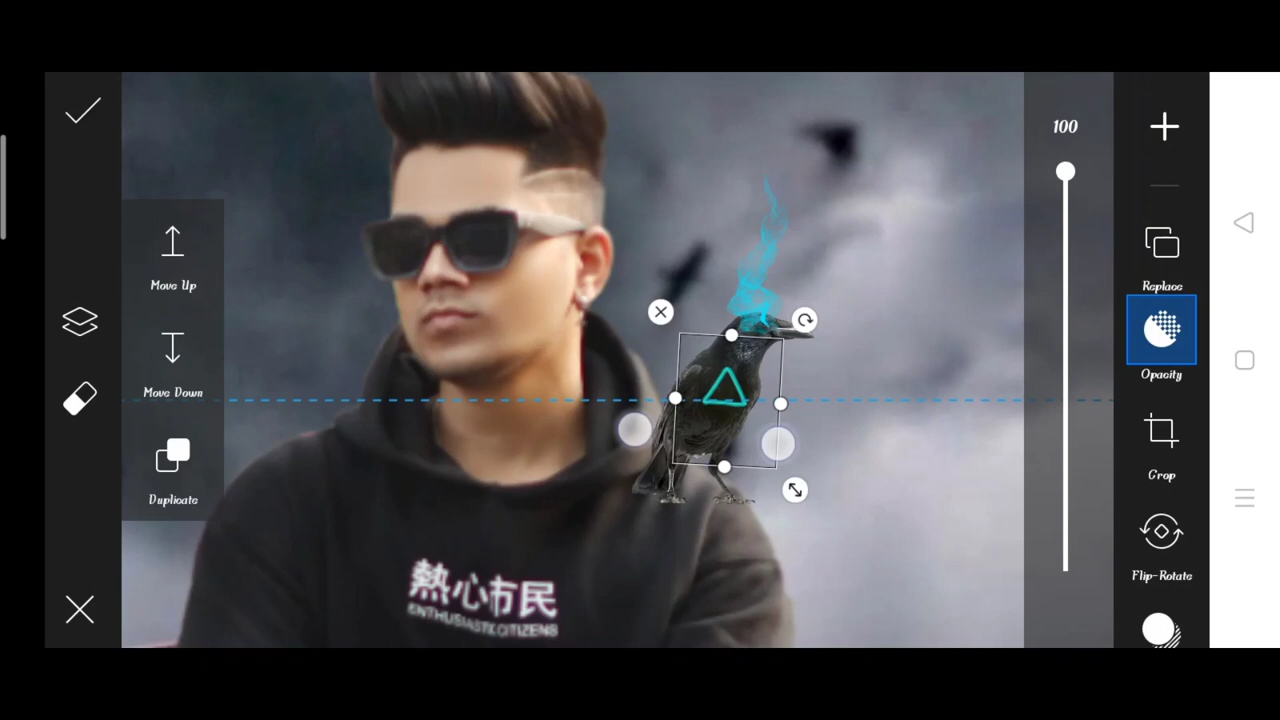 100
Replace
Move Up
Opacity
Move Down
Crop
Duplicate
Flip-Rotate
熱心市民
ENTHUSIASTIC CITIZENS